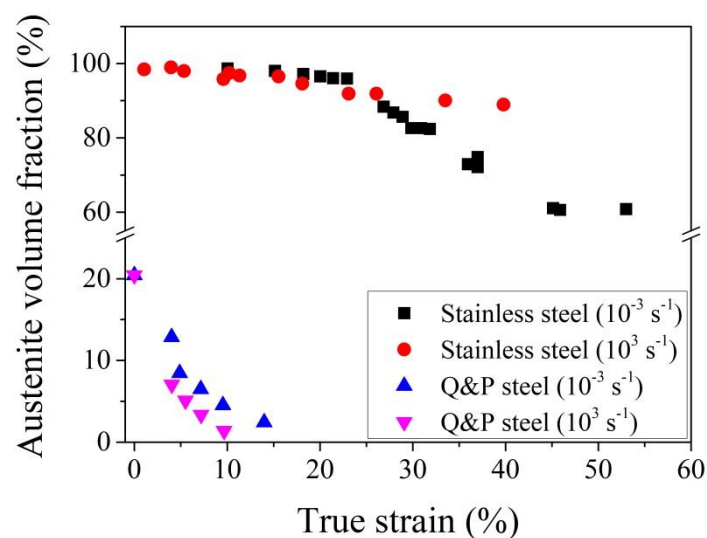 Austenite volume fraction (%)
100
80
60
20
10
0
Stainless steel (10⁻³ s⁻¹)
Stainless steel (10³ s⁻¹)
Q&P steel (10⁻³ s⁻¹)
Q&P steel (10³ s⁻¹)
0 10 20 30 40 50 60
True strain (%)